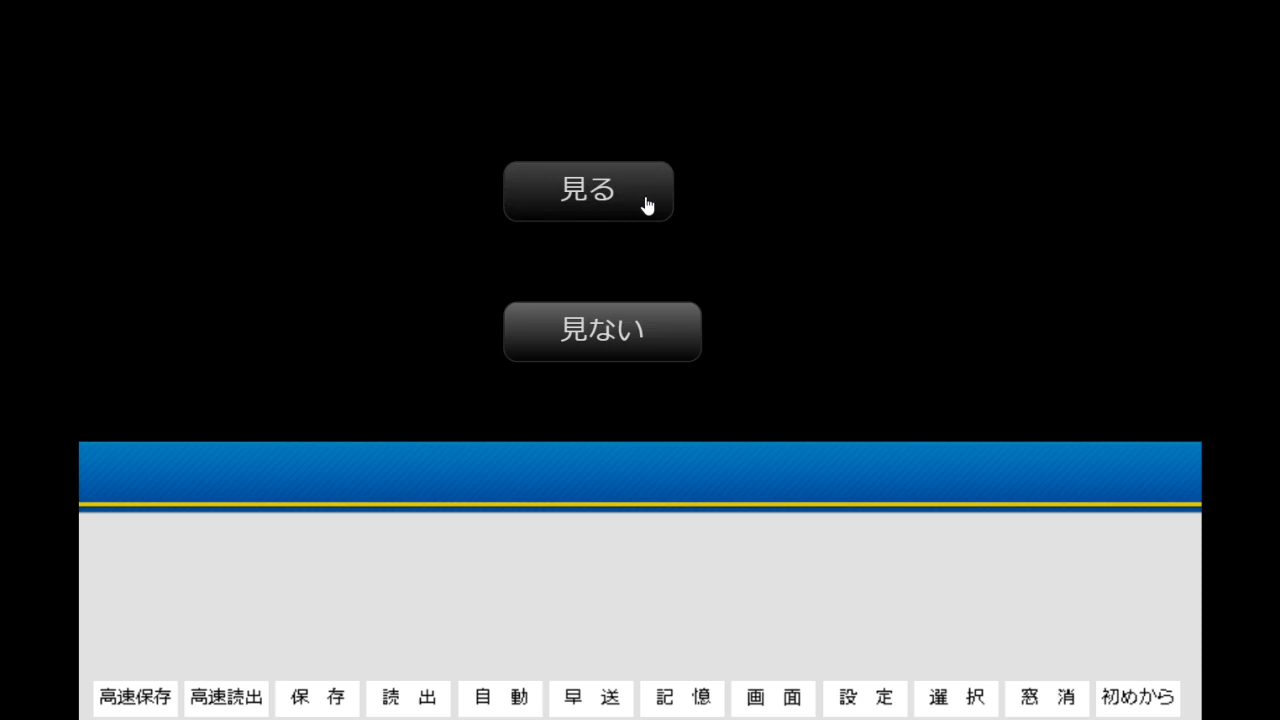 見る
見ない
高速保存 高速読出 保　存 読　出 自　動 早　送 記　憶 画　面 設　定 選　択 窓　消 初めから